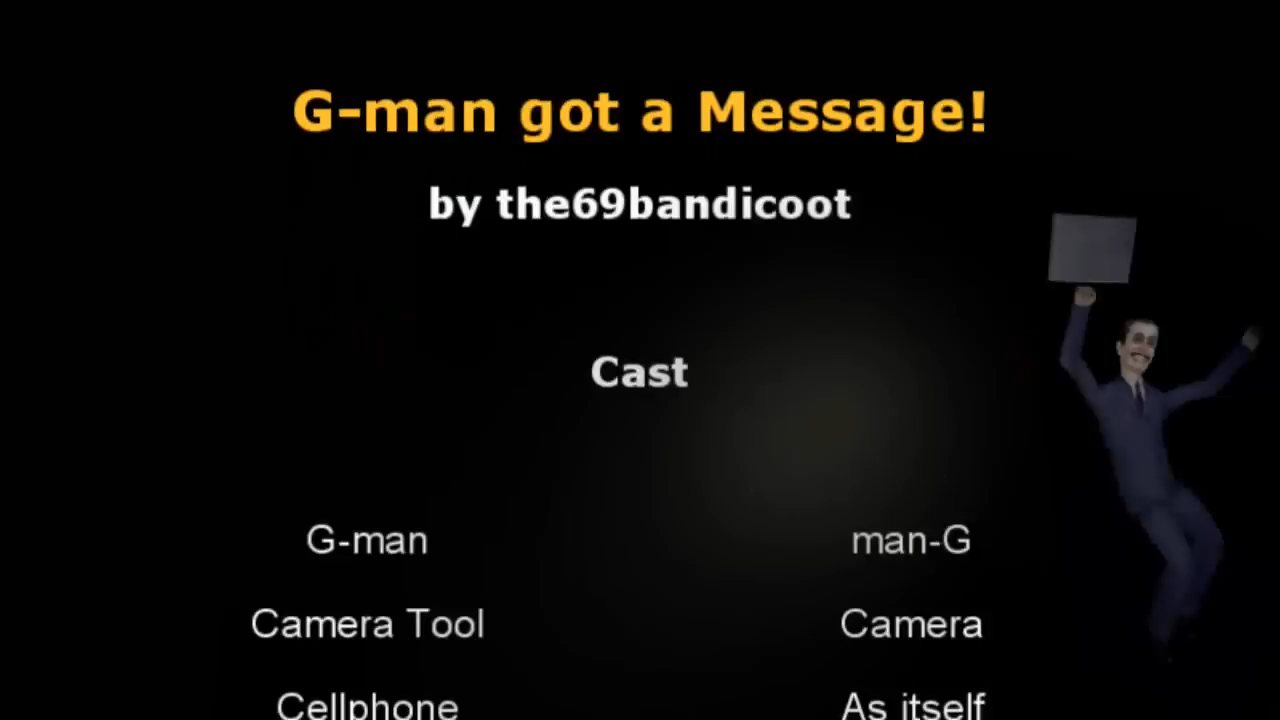 G-man got a Message!
by the69bandicoot
Cast
G-man man-G
Camera Tool Camera
Cellphone As itself